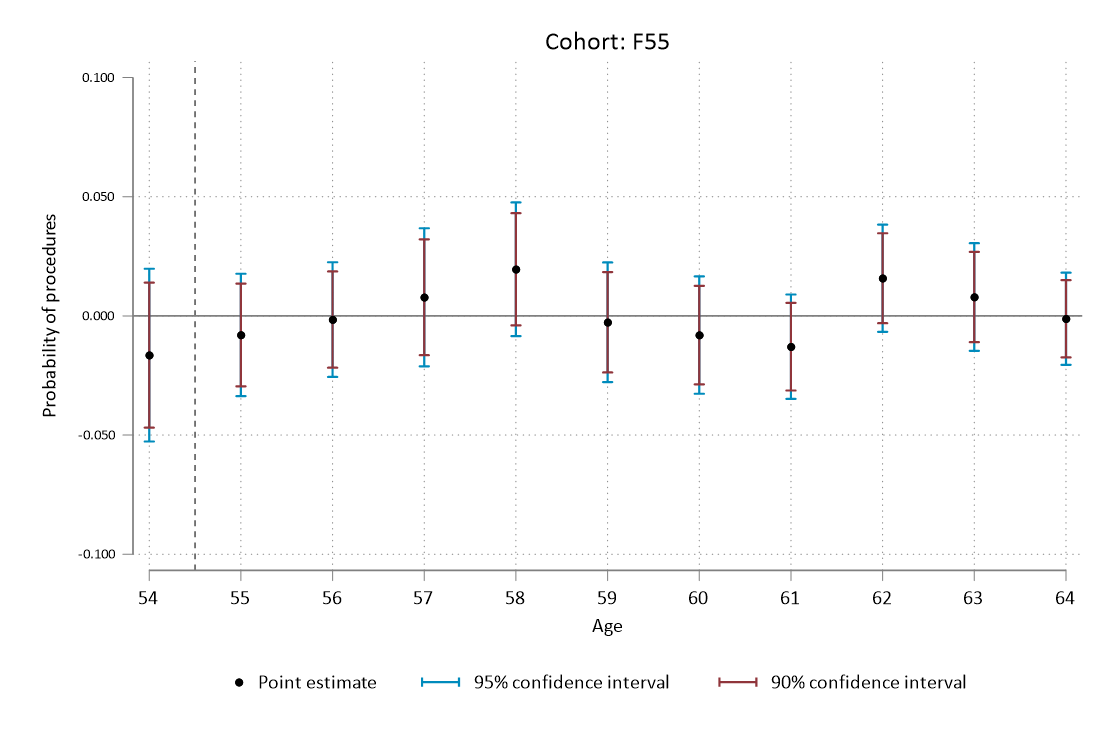 Cohort: F55
0.100
0.050
0.000
-0.050
-0.100
Probability of procedures
54 55 56 57 58 59 60 61 62 63 64
Age
Point estimate 95% confidence interval 90% confidence interval